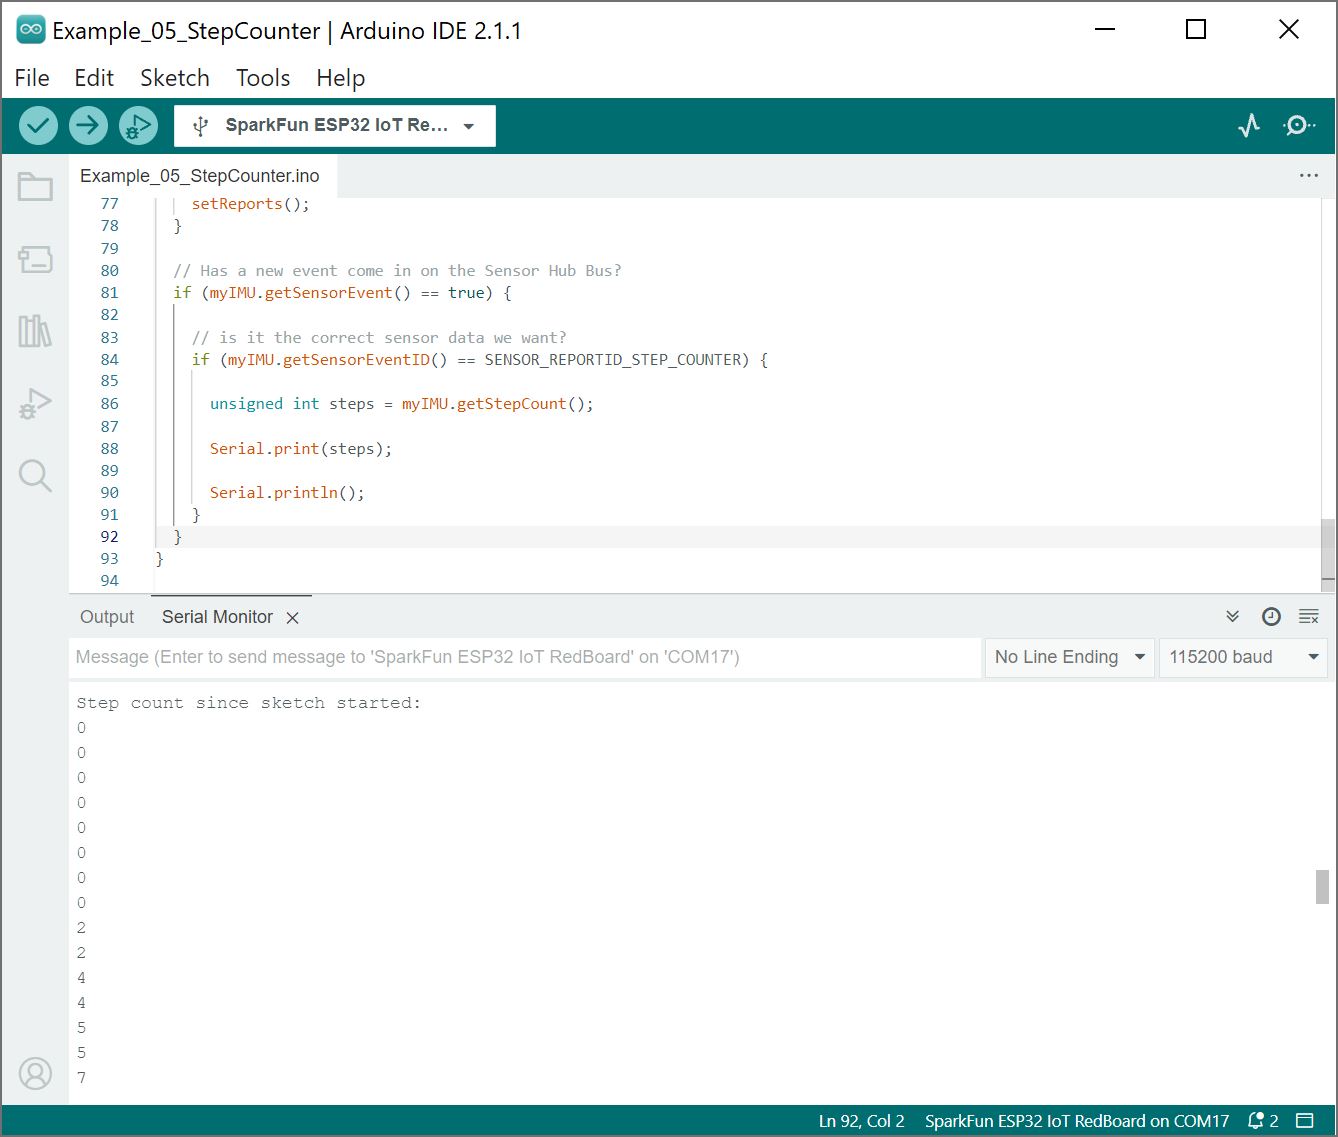 Example_05_StepCounter | Arduino IDE 2.1.1
File Edit Sketch Tools Help
SparkFun ESP32 IoT Re...
Example_05_StepCounter.ino
77 setReports();
78 }
79
80 // Has a new event come in on the Sensor Hub Bus?
81 if (myIMU.getSensorEvent() == true) {
82
83 // is it the correct sensor data we want?
84 if (myIMU.getSensorEventID() == SENSOR_REPORTID_STEP_COUNTER) {
85
86 unsigned int steps = myIMU.getStepCount();
87
88 Serial.print(steps);
89
90 Serial.println();
91 }
92 }
93 }
94
Output Serial Monitor
Message (Enter to send message to 'SparkFun ESP32 IoT RedBoard' on 'COM17') No Line Ending 115200 baud
Step count since sketch started:
0
0
0
0
0
0
0
0
2
2
4
4
5
5
7
Ln 92, Col 2 SparkFun ESP32 IoT RedBoard on COM17 2